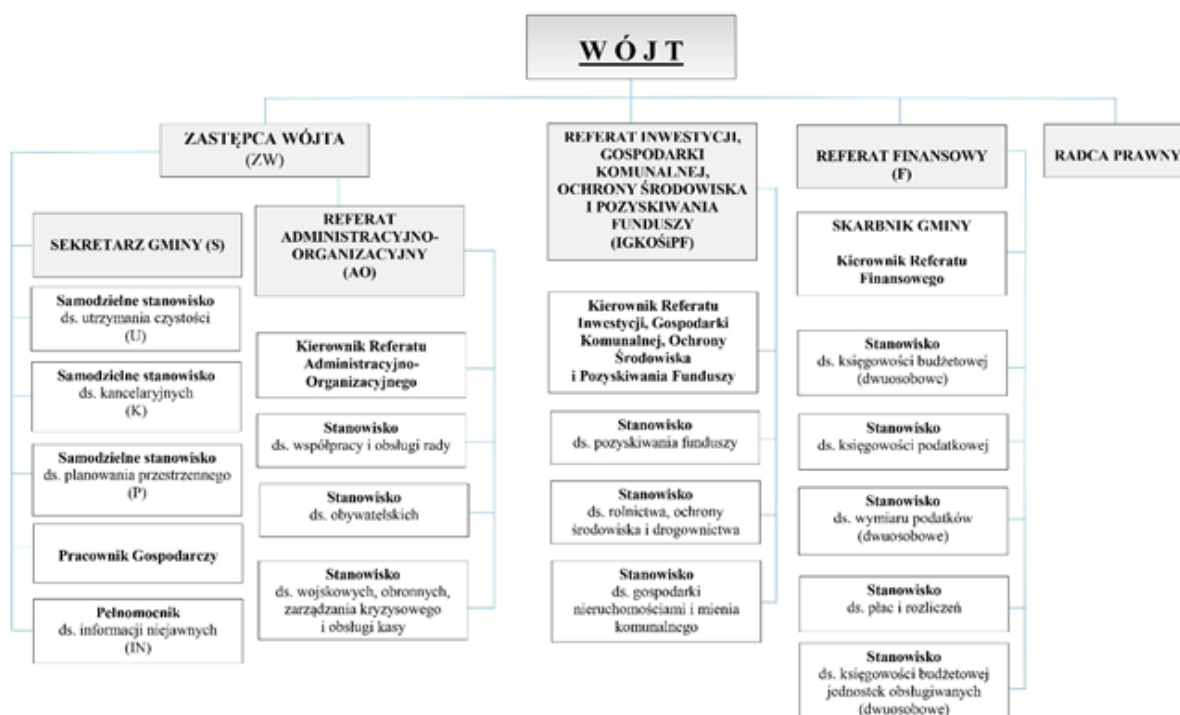 WÓJT
ZASTĘPCA WÓJTA
(ZW)
SEKRETARZ GMINY (S)
Samodzielne stanowisko
ds. utrzymania czystości
(U)
Samodzielne stanowisko
ds. kancelaryjnych
(K)
Samodzielne stanowisko
ds. planowania przestrzennego
(P)
Pracownik Gospodarczy
Pełnomocnik
ds. informacji niejawnych
(IN)
REFERAT
ADMINISTRACYJNO-
ORGANIZACYJNY
(AO)
Kierownik Referatu
Administracyjno-
Organizacyjnego
Stanowisko
ds. współpracy i obsługi rady
Stanowisko
ds. obywatelskich
Stanowisko
ds. wojskowych, obronnych,
zarządzania kryzysowego
i obsługi kasy
REFERAT INWESTYCJI,
GOSPODARKI
KOMUNALNEJ,
OCHRONY ŚRODOWISKA
I POZYSKIWANIA
FUNDUSZY
(IGKOŚiPF)
Kierownik Referatu
Inwestycji, Gospodarki
Komunalnej, Ochrony
Środowiska
i Pozyskiwania Funduszy
Stanowisko
ds. pozyskiwania funduszy
Stanowisko
ds. rolnictwa, ochrony
środowiska i drogownictwa
Stanowisko
ds. gospodarki
nieruchomościami i mienia
komunalnego
REFERAT FINANSOWY
(F)
SKARBNIK GMINY
Kierownik Referatu
Finansowego
Stanowisko
ds. księgowości budżetowej
(dwuosobowe)
Stanowisko
ds. księgowości podatkowej
Stanowisko
ds. wymiaru podatków
(dwuosobowe)
Stanowisko
ds. płac i rozliczeń
Stanowisko
ds. księgowości budżetowej
jednostek obsługiwanych
(dwuosobowe)
RADCA PRAWNY